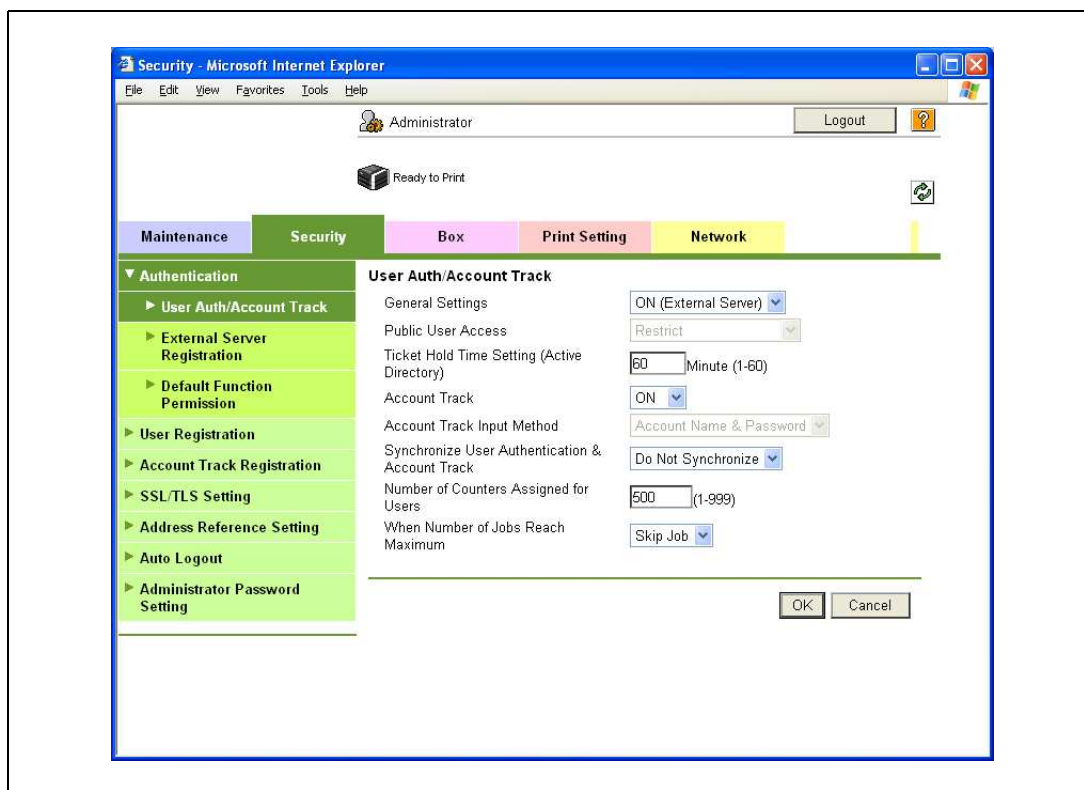 Security - Microsoft Internet Explorer
File Edit View Favorites Tools Help
Administrator
Logout
?
Ready to Print
Maintenance
Security
Box
Print Setting
Network
Authentication
User Auth/Account Track
External Server
Registration
Default Function
Permission
User Registration
Account Track Registration
SSL/TLS Setting
Address Reference Setting
Auto Logout
Administrator Password
Setting
User Auth/Account Track
General Settings
ON (External Server)
Public User Access
Restrict
Ticket Hold Time Setting (Active
Directory)
60 Minute (1-60)
Account Track
ON
Account Track Input Method
Account Name & Password
Synchronize User Authentication &
Account Track
Do Not Synchronize
Number of Counters Assigned for
Users
500 (1-999)
When Number of Jobs Reach
Maximum
Skip Job
OK
Cancel